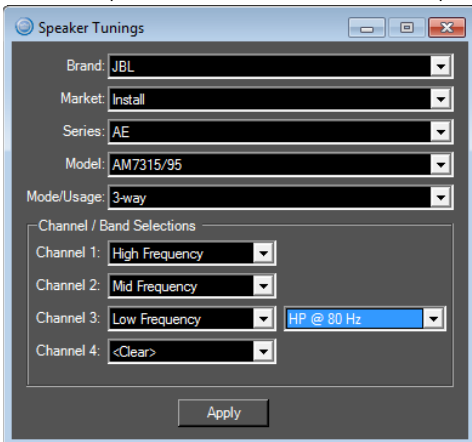 Speaker Tunings
Brand: JBL
Market: Install
Series: AE
Model: AM7315/95
Mode/Usage: 3-way
Channel / Band Selections
Channel 1: High Frequency
Channel 2: Mid Frequency
Channel 3: Low Frequency HP @ 80 Hz
Channel 4: <Clear>
Apply